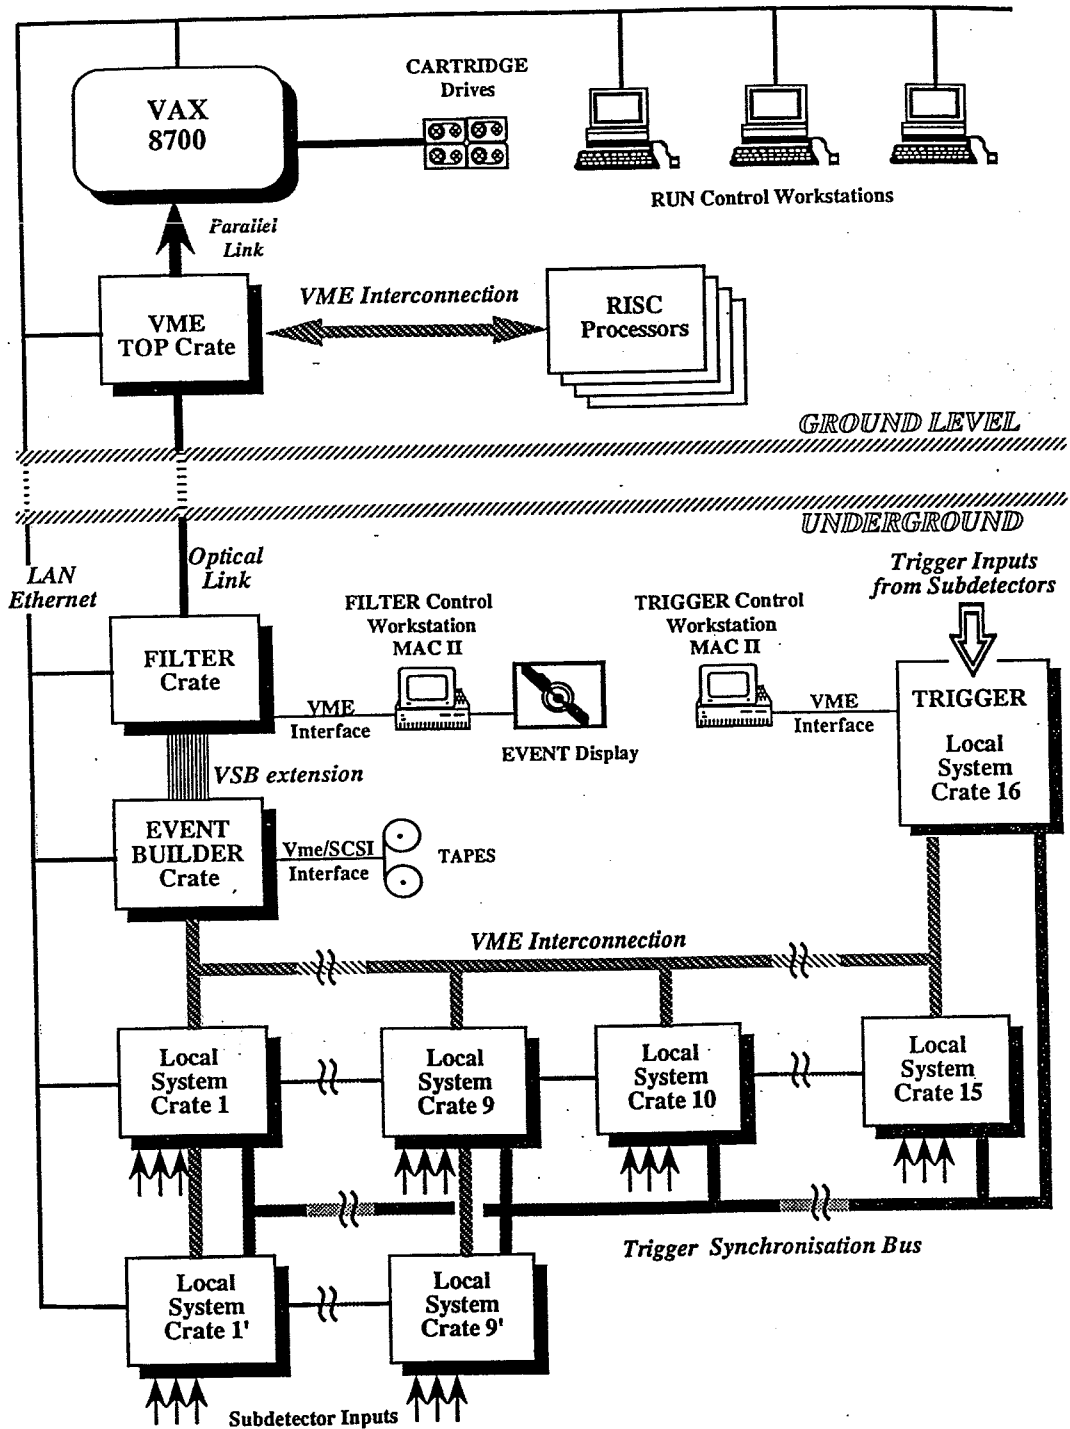 CARTRIDGE
Drives
VAX
8700
RUN Control Workstations
Parallel
Link
VME Interconnection
VME
TOP Crate
RISC
Processors
GROUND LEVEL
UNDERGROUND
Optical
Link
LAN
Ethernet
Trigger Inputs
from Subdetectors
FILTER Control
Workstation
MAC II
TRIGGER Control
Workstation
MAC II
FILTER
Crate
VME
Interface
EVENT Display
VME
Interface
TRIGGER
Local
System
Crate 16
VSB extension
EVENT
BUILDER
Crate
Vme/SCSI
Interface
TAPES
VME Interconnection
Local
System
Crate 1
Local
System
Crate 9
Local
System
Crate 10
Local
System
Crate 15
Trigger Synchronisation Bus
Local
System
Crate 1'
Local
System
Crate 9'
Subdetector Inputs